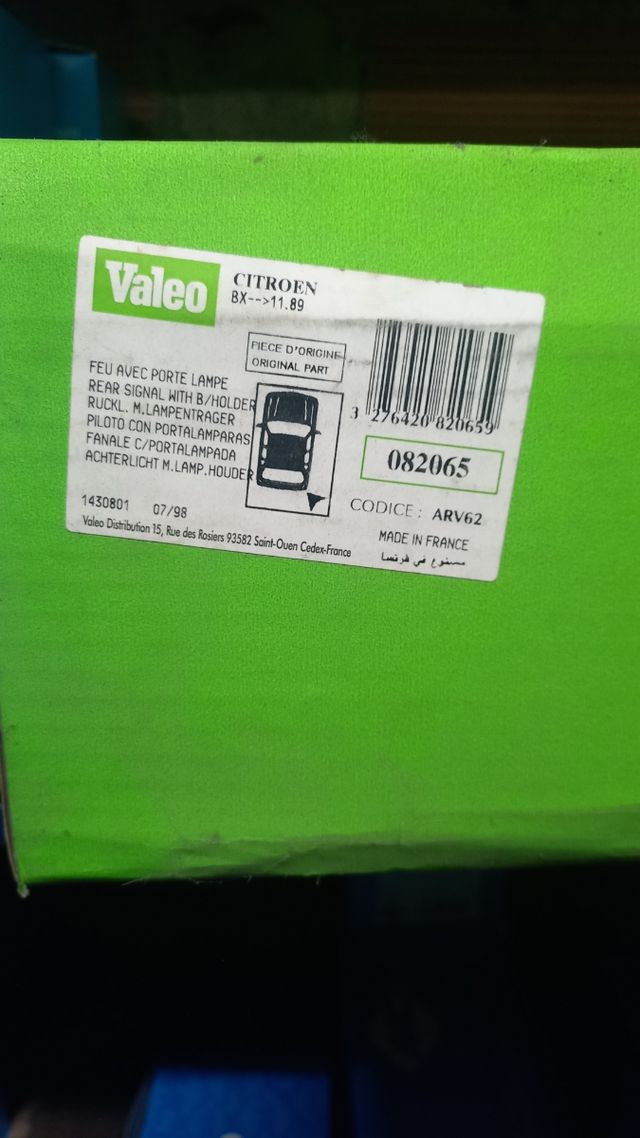 Valeo
CITROEN
BX-->11.89
PIECE D'ORIGINE
ORIGINAL PART
FEU AVEC PORTE LAMPE
REAR SIGNAL WITH B/HOLDER
RUCKL. M.LAMPENTRAGER
PILOTO CON PORTALAMPARAS
FANALE C/PORTALAMPADA
ACHTERLICHT M.LAMP.HOUDER
3 276420 820659
082065
CODICE: ARV62
1430801 07/98
MADE IN FRANCE
Valeo Distribution 15, Rue des Rosiers 93582 Saint-Ouen Cedex-France
مصنوع في فرنسا